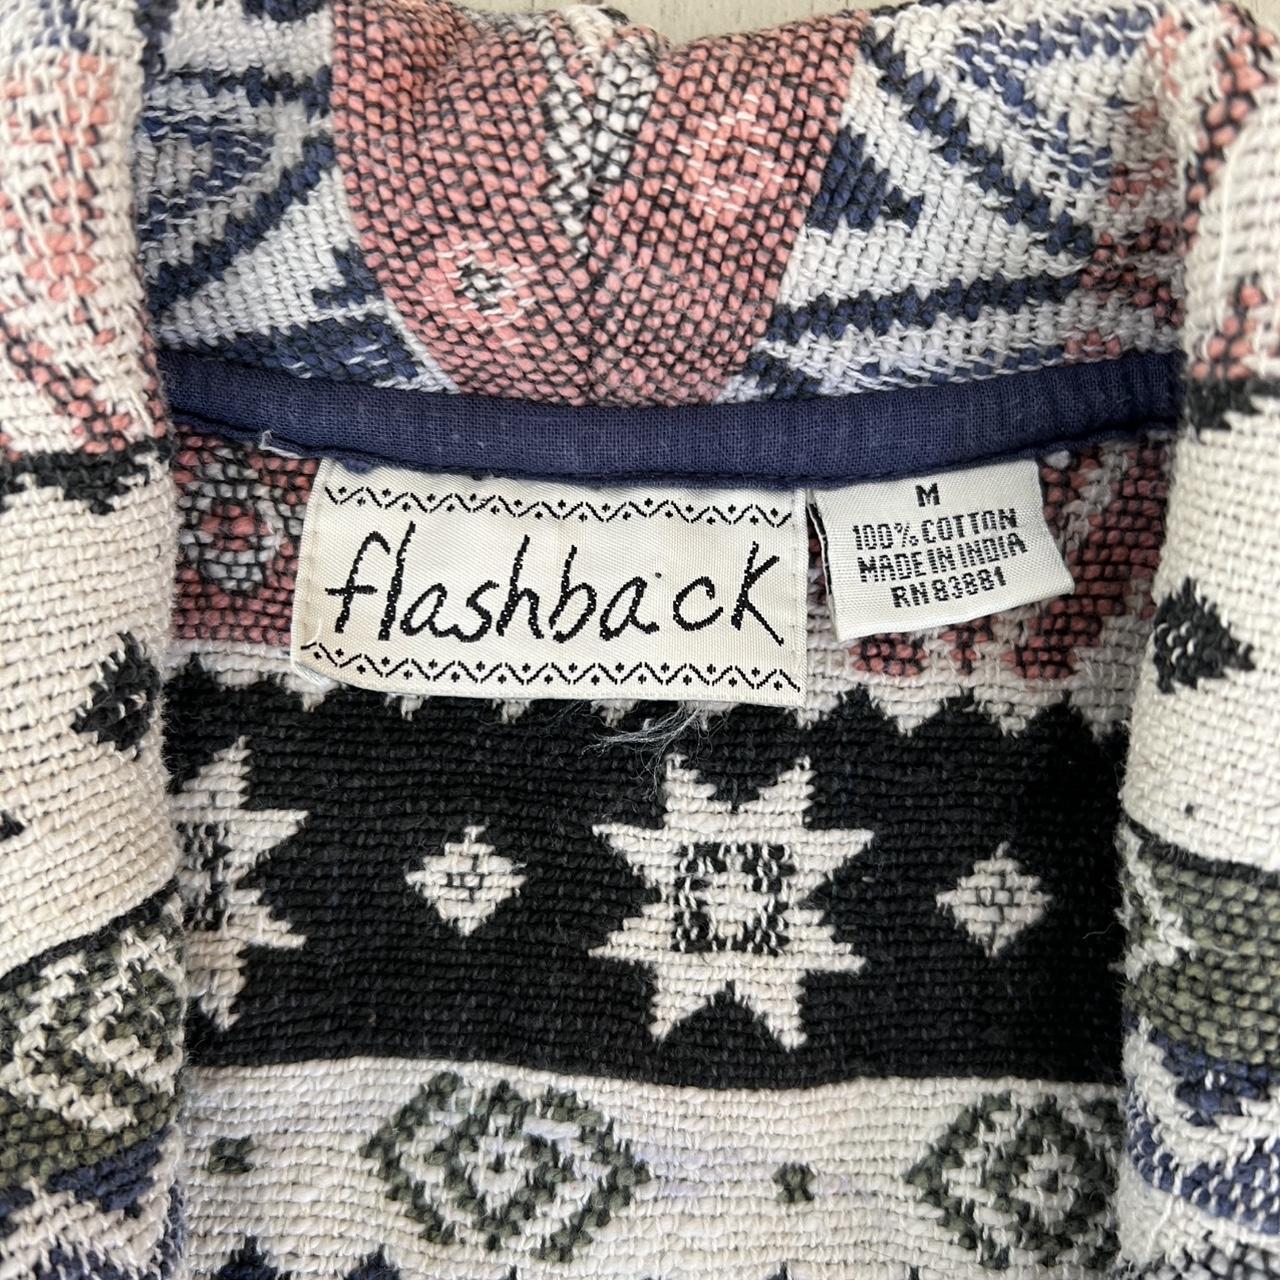 flashback
M
100% COTTON
MADE IN INDIA
RN 83881